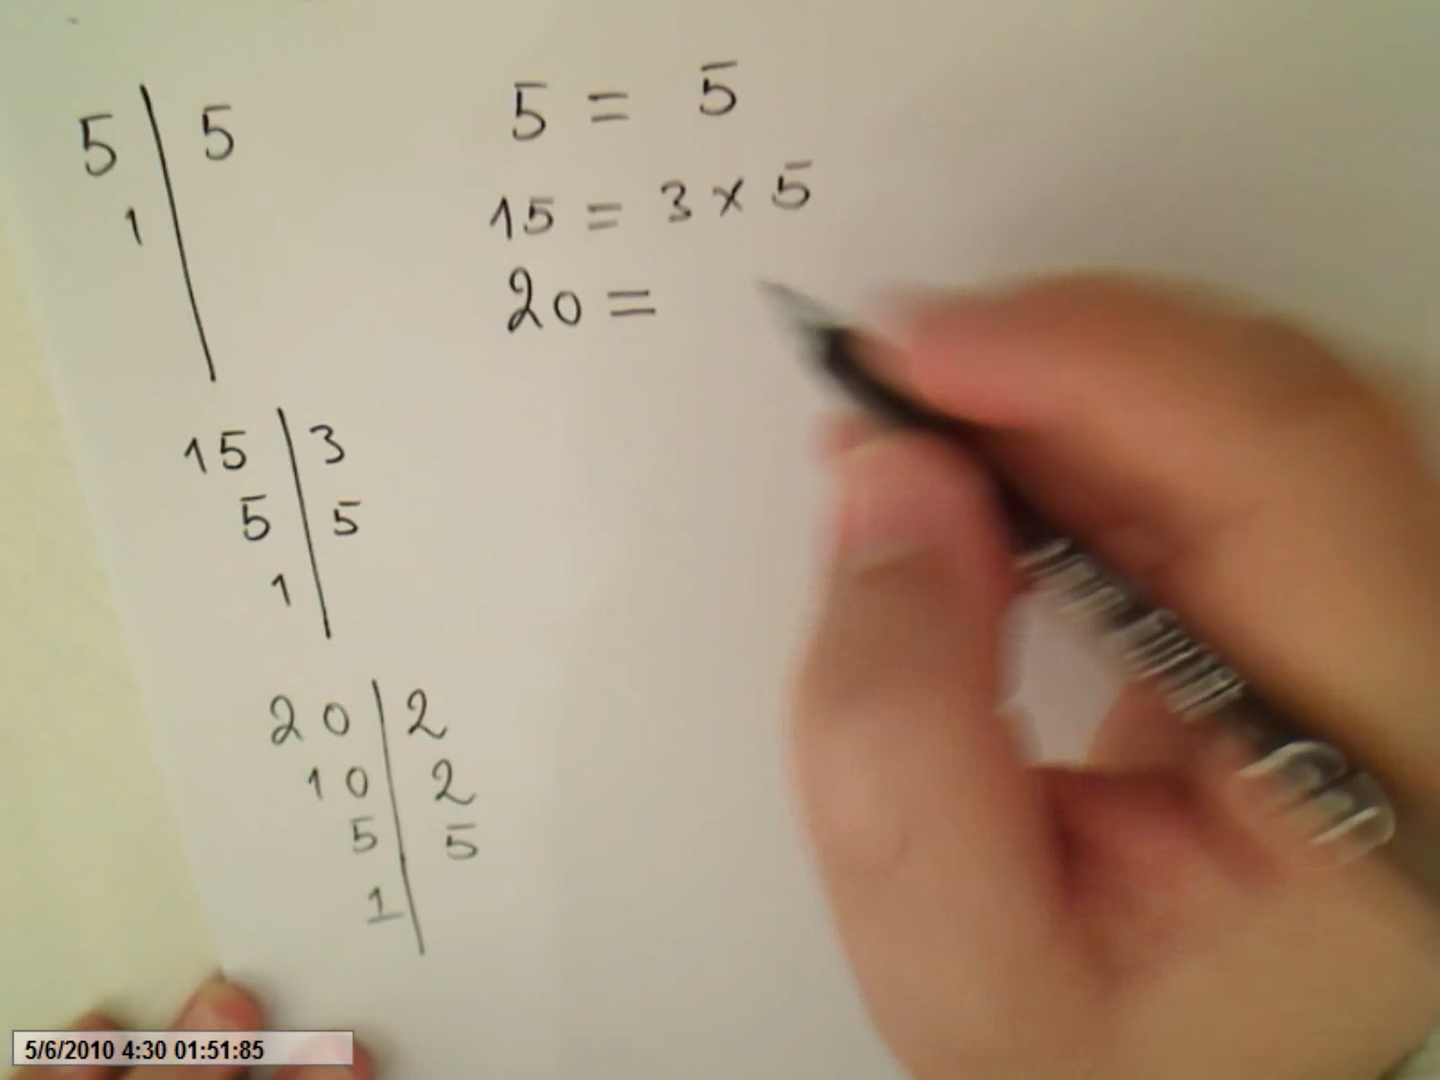 5 | 5
1 |
15 | 3
5 | 5
1 |
20 | 2
10 | 2
5 | 5
1 |
5 = 5
15 = 3 × 5
20 =
5/6/2010 4:30 01:51:85